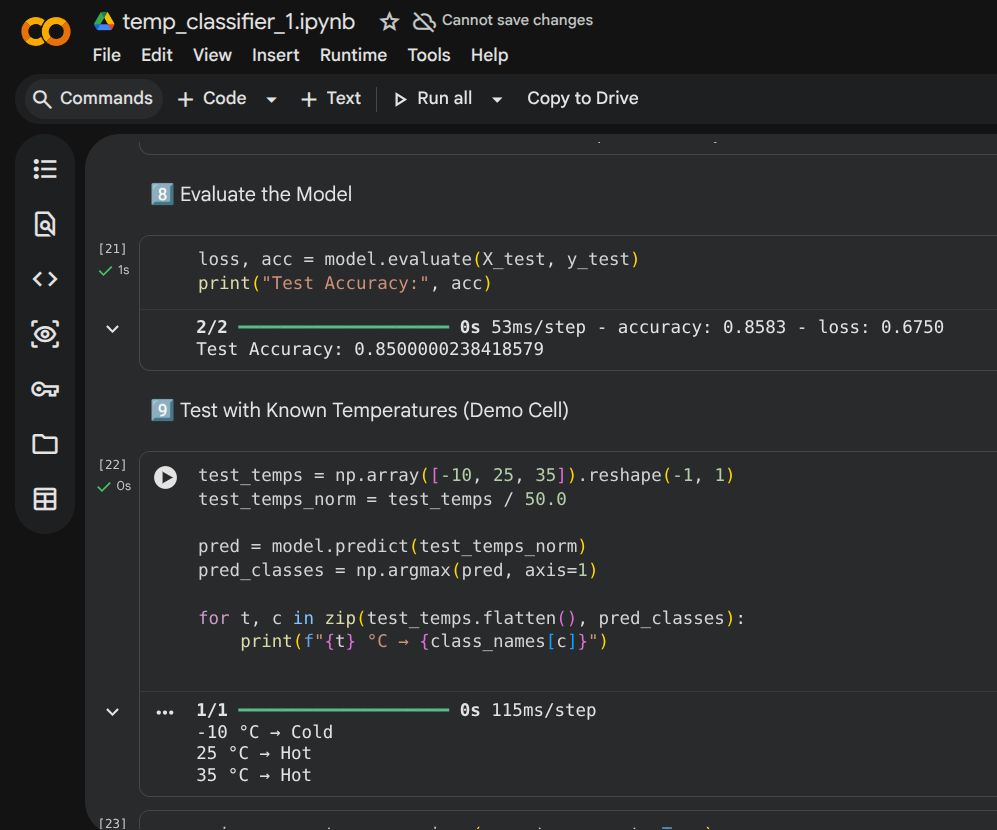 temp_classifier_1.ipynb
Cannot save changes
File Edit View Insert Runtime Tools Help
Commands + Code + Text Run all Copy to Drive
8 Evaluate the Model
[21]
1s
loss, acc = model.evaluate(X_test, y_test)
print("Test Accuracy:", acc)
2/2 0s 53ms/step - accuracy: 0.8583 - loss: 0.6750
Test Accuracy: 0.8500000238418579
9 Test with Known Temperatures (Demo Cell)
[22]
0s
test_temps = np.array([-10, 25, 35]).reshape(-1, 1)
test_temps_norm = test_temps / 50.0
pred = model.predict(test_temps_norm)
pred_classes = np.argmax(pred, axis=1)
for t, c in zip(test_temps.flatten(), pred_classes):
    print(f"{t} °C → {class_names[c]}")
1/1 0s 115ms/step
-10 °C → Cold
25 °C → Hot
35 °C → Hot
[23]